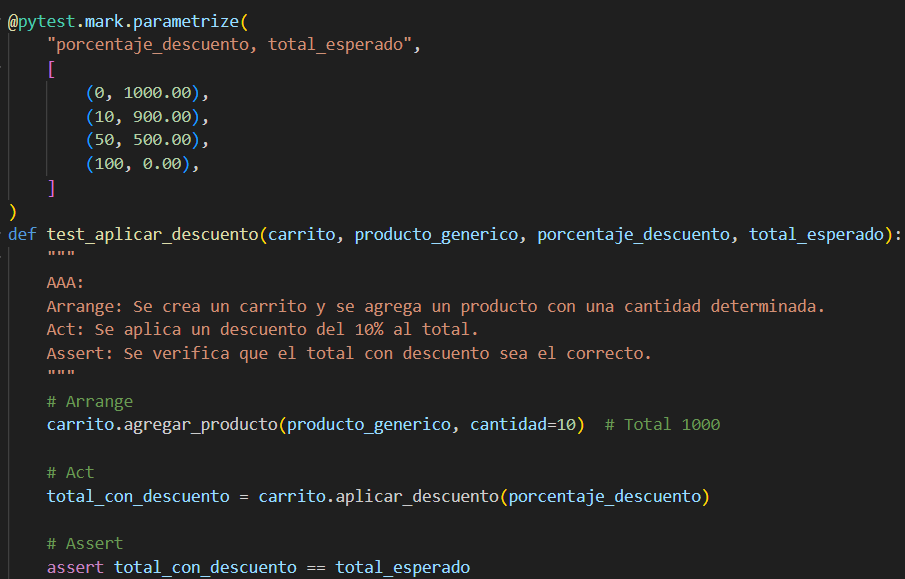 @pytest.mark.parametrize(
    "porcentaje_descuento, total_esperado",
    [
        (0, 1000.00),
        (10, 900.00),
        (50, 500.00),
        (100, 0.00),
    ]
)
def test_aplicar_descuento(carrito, producto_generico, porcentaje_descuento, total_esperado):
    """
    AAA:
    Arrange: Se crea un carrito y se agrega un producto con una cantidad determinada.
    Act: Se aplica un descuento del 10% al total.
    Assert: Se verifica que el total con descuento sea el correcto.
    """
    # Arrange
    carrito.agregar_producto(producto_generico, cantidad=10)  # Total 1000
    # Act
    total_con_descuento = carrito.aplicar_descuento(porcentaje_descuento)
    # Assert
    assert total_con_descuento == total_esperado